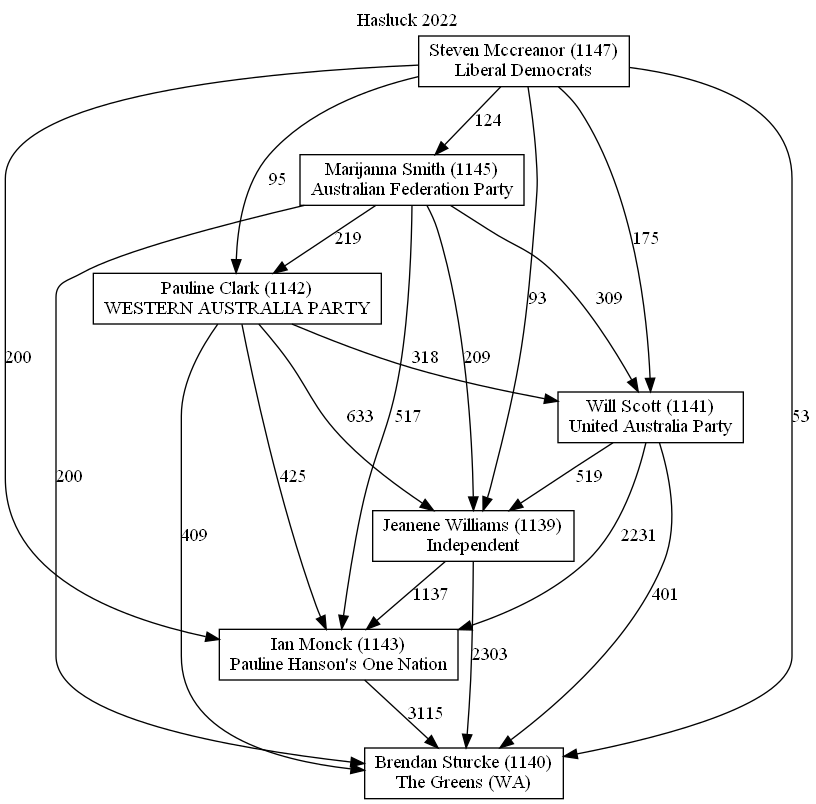 Hasluck 2022
Steven Mccreanor (1147)
Liberal Democrats
124
Marijanna Smith (1145)
Australian Federation Party
95
219
175
Pauline Clark (1142)
WESTERN AUSTRALIA PARTY
93
309
200
318
209
Will Scott (1141)
United Australia Party
633
517
53
200
425
519
Jeanene Williams (1139)
Independent
409
2231
1137
401
Ian Monck (1143)
Pauline Hanson's One Nation
2303
3115
Brendan Sturcke (1140)
The Greens (WA)